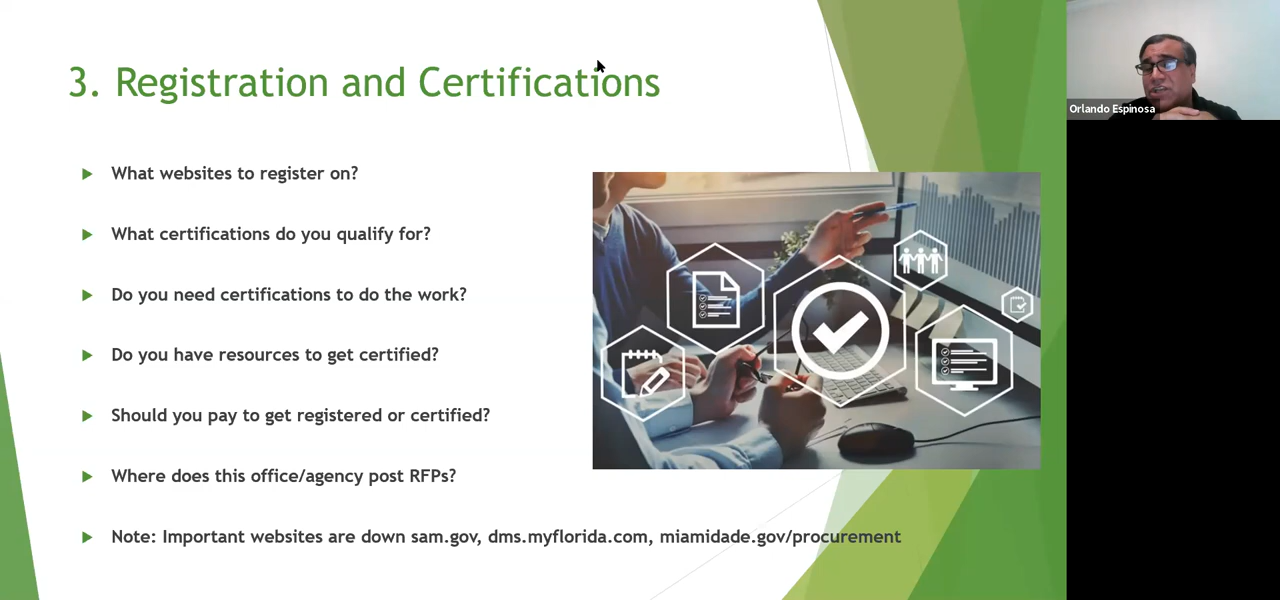 3. Registration and Certifications
What websites to register on?
What certifications do you qualify for?
Do you need certifications to do the work?
Do you have resources to get certified?
Should you pay to get registered or certified?
Where does this office/agency post RFPs?
Note: Important websites are down sam.gov, dms.myflorida.com, miamidade.gov/procurement
Orlando Espinosa